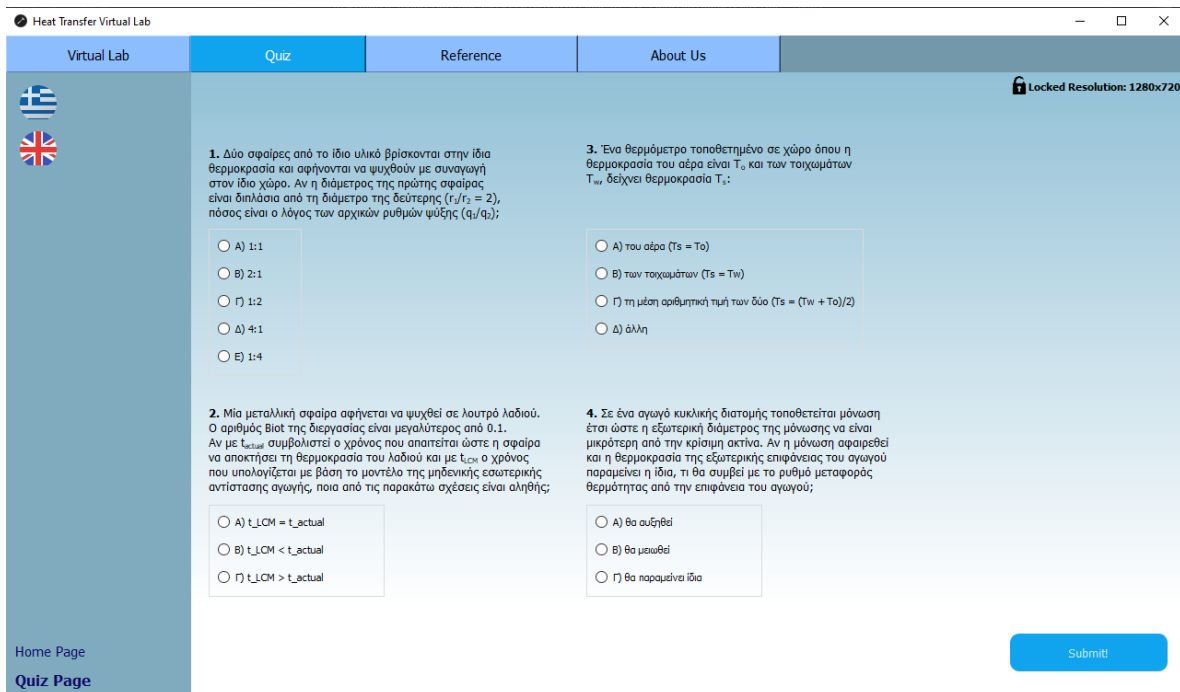 Heat Transfer Virtual Lab
Virtual Lab
Quiz
Reference
About Us
Locked Resolution: 1280x720
1. Δύο σφαίρες από το ίδιο υλικό βρίσκονται στην ίδια
θερμοκρασία και αφήνονται να ψυχθούν με συναγωγή
στον ίδιο χώρο. Αν η διάμετρος της πρώτης σφαίρας
είναι διπλάσια από τη διάμετρο της δεύτερης (r₁/r₂ = 2),
πόσος είναι ο λόγος των αρχικών ρυθμών ψύξης (q₁/q₂);
Α) 1:1
Β) 2:1
Γ) 1:2
Δ) 4:1
Ε) 1:4
2. Μία μεταλλική σφαίρα αφήνεται να ψυχθεί σε λουτρό λαδιού.
Ο αριθμός Biot της διεργασίας είναι μεγαλύτερος από 0.1.
Αν με tactual συμβολιστεί ο χρόνος που απαιτείται ώστε η σφαίρα
να αποκτήσει τη θερμοκρασία του λαδιού και με tLCM ο χρόνος
που υπολογίζεται με βάση το μοντέλο της μηδενικής εσωτερικής
αντίστασης αγωγής, ποια από τις παρακάτω σχέσεις είναι αληθής;
Α) t_LCM = t_actual
Β) t_LCM < t_actual
Γ) t_LCM > t_actual
3. Ένα θερμόμετρο τοποθετημένο σε χώρο όπου η
θερμοκρασία του αέρα είναι Tₒ και των τοιχωμάτων
Tw, δείχνει θερμοκρασία Tₛ:
Α) του αέρα (Ts = To)
Β) των τοιχωμάτων (Ts = Tw)
Γ) τη μέση αριθμητική τιμή των δύο (Ts = (Tw + To)/2)
Δ) άλλη
4. Σε ένα αγωγό κυκλικής διατομής τοποθετείται μόνωση
έτσι ώστε η εξωτερική διάμετρος της μόνωσης να είναι
μικρότερη από την κρίσιμη ακτίνα. Αν η μόνωση αφαιρεθεί
και η θερμοκρασία της εξωτερικής επιφάνειας του αγωγού
παραμείνει η ίδια, τι θα συμβεί με το ρυθμό μεταφοράς
θερμότητας από την επιφάνεια του αγωγού;
Α) θα αυξηθεί
Β) θα μειωθεί
Γ) θα παραμείνει ίδια
Home Page
Quiz Page
Submit!